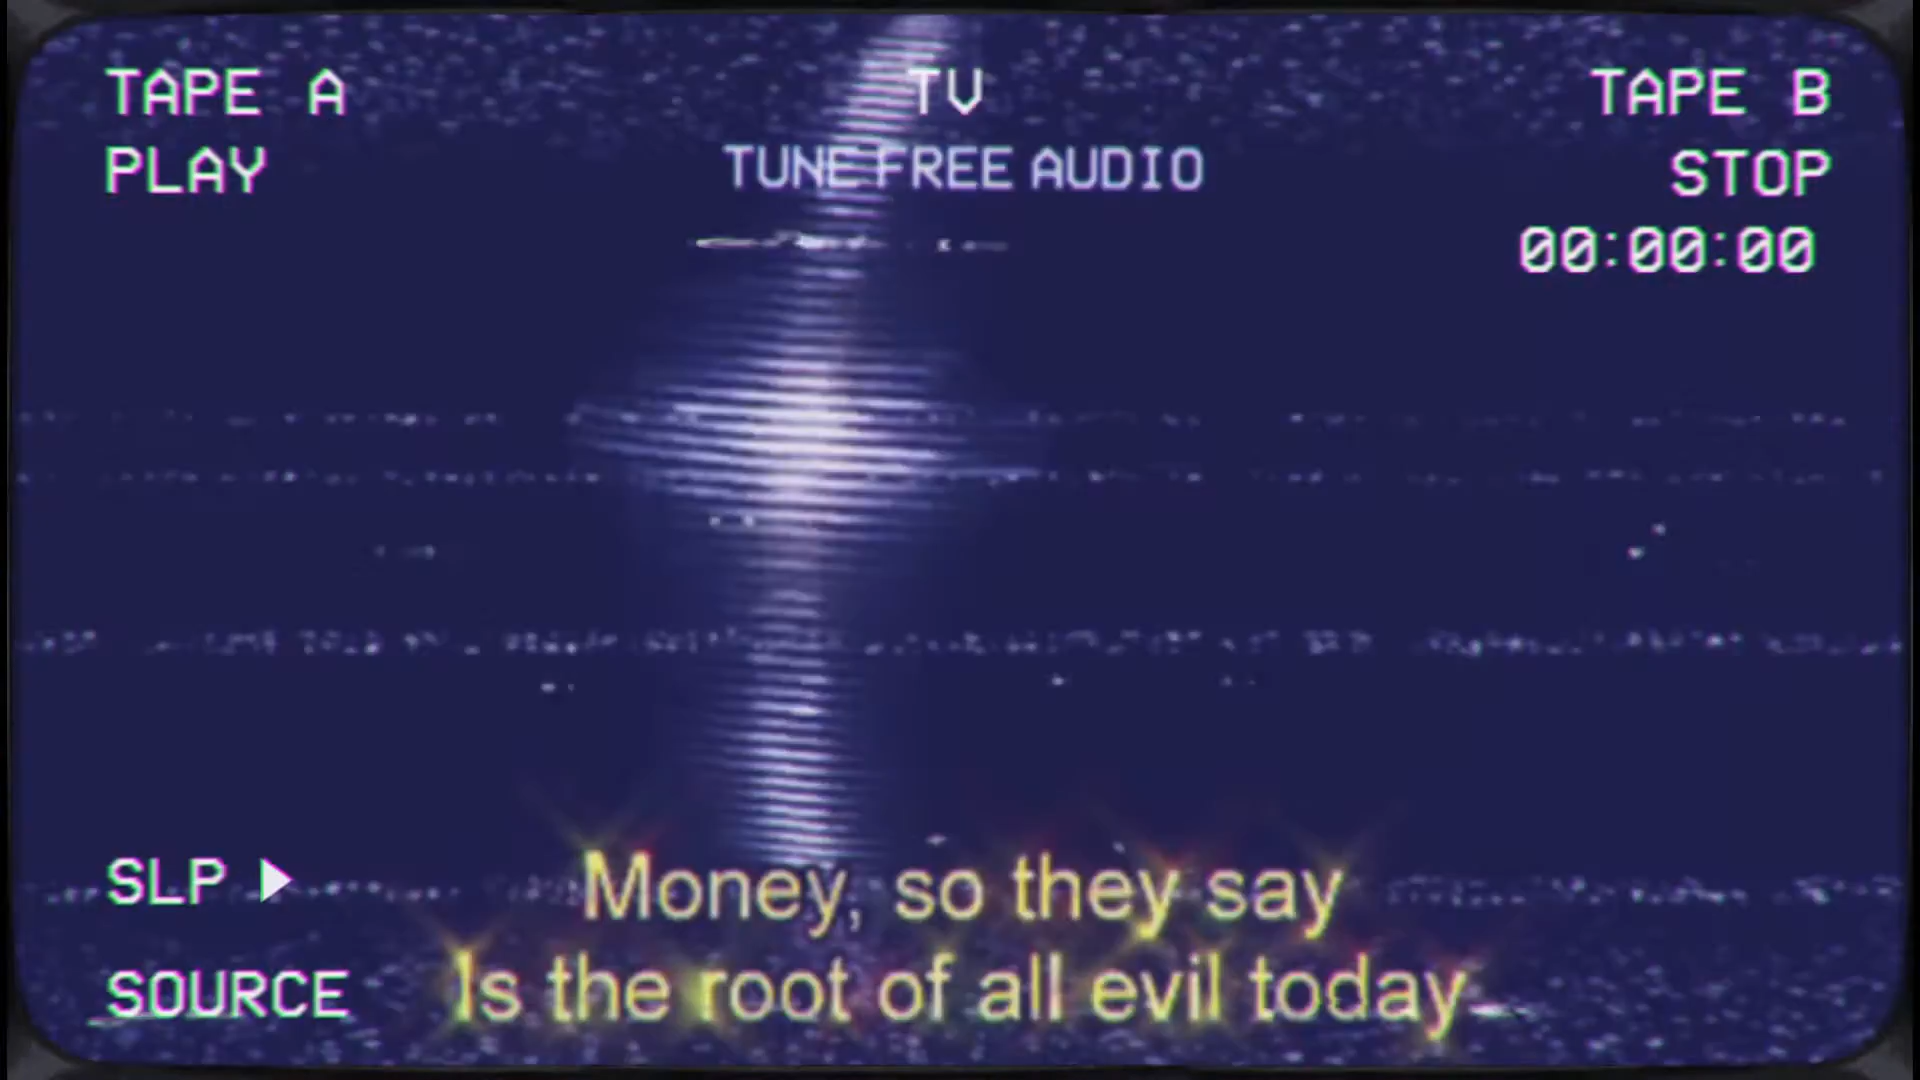 TAPE A
PLAY
TV
TUNE FREE AUDIO
TAPE B
STOP
00:00:00
SLP
SOURCE
Money, so they say
Is the root of all evil today